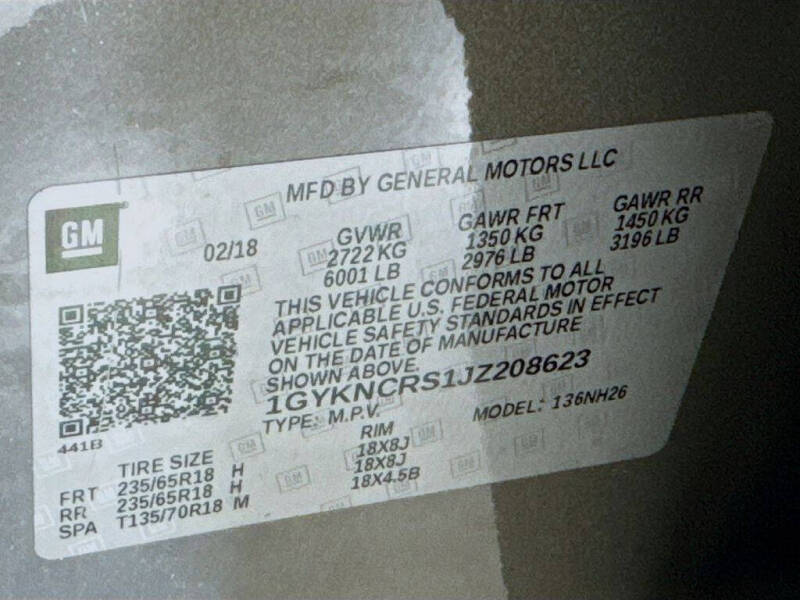 MFD BY GENERAL MOTORS LLC
GM
02/18
GVWR
2722 KG
6001 LB
GAWR FRT
1350 KG
2976 LB
GAWR RR
1450 KG
3196 LB
THIS VEHICLE CONFORMS TO ALL
APPLICABLE U.S. FEDERAL MOTOR
VEHICLE SAFETY STANDARDS IN EFFECT
ON THE DATE OF MANUFACTURE
SHOWN ABOVE.
1GYKNCRS1JZ208623
TYPE: M.P.V. MODEL: 136NH26
441B
TIRE SIZE RIM
FRT 235/65R18 H 18X8J
RR 235/65R18 H 18X8J
SPA T135/70R18 M 18X4.5B